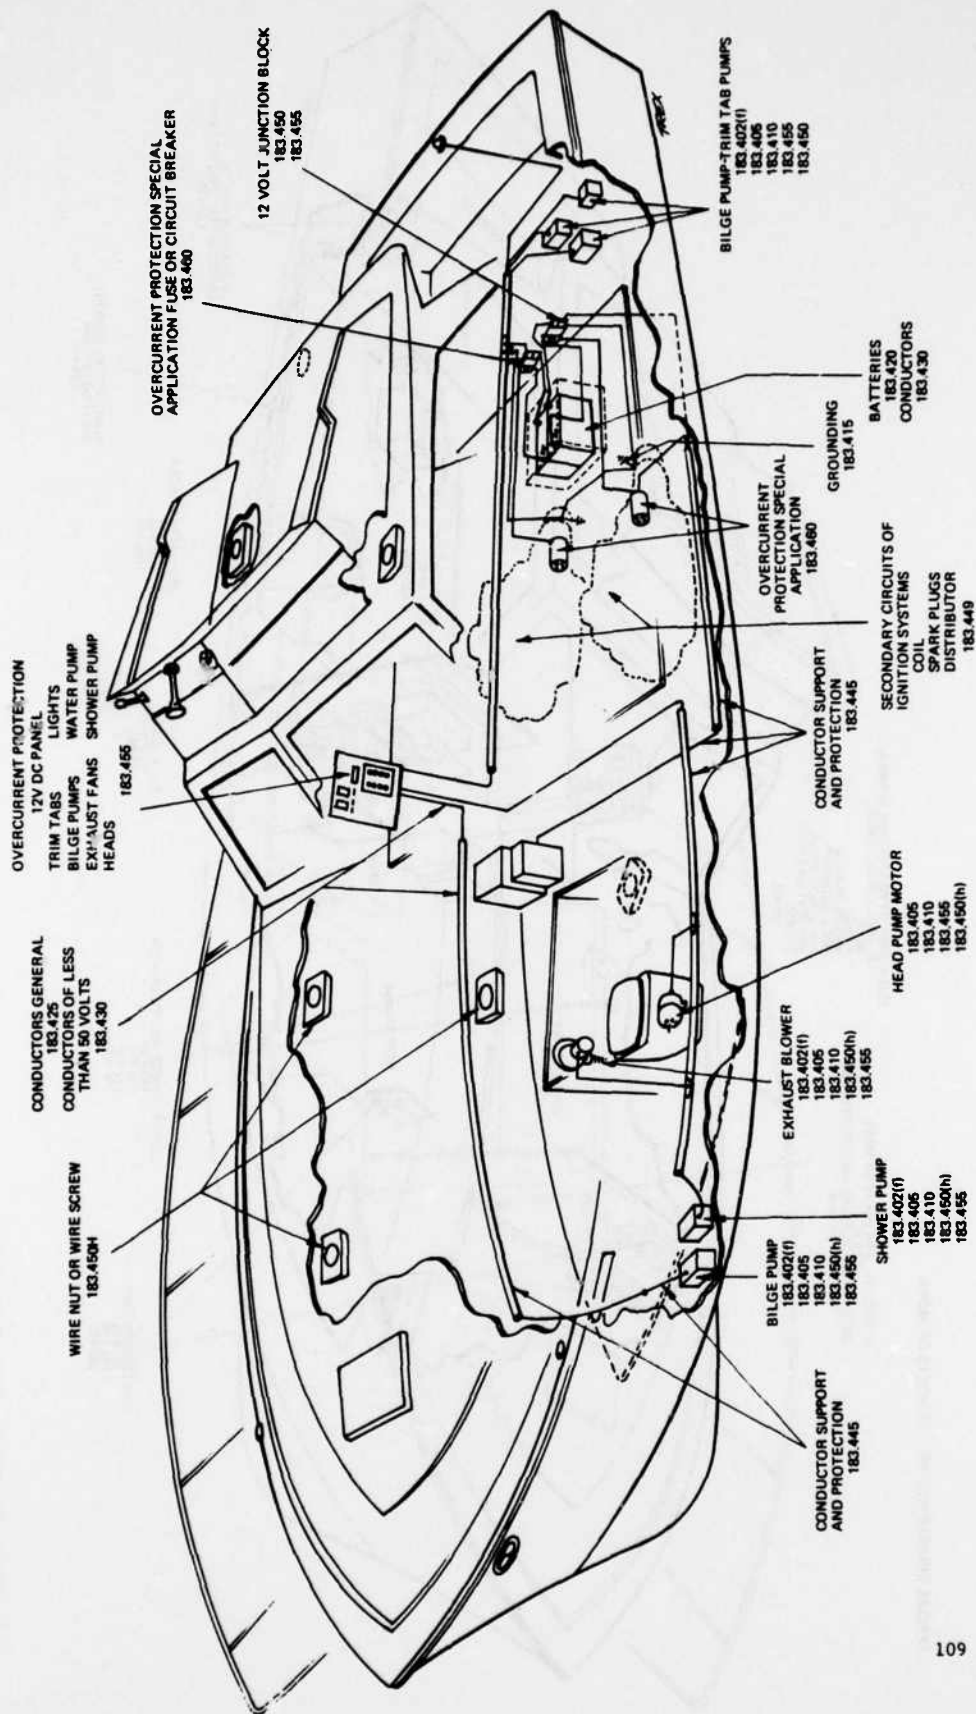 OVERCURRENT PROTECTION
12V DC PANEL
TRIM TABS LIGHTS
BILGE PUMPS WATER PUMP
EXHAUST FANS SHOWER PUMP
HEADS
183.455
CONDUCTORS GENERAL
183.425
CONDUCTORS OF LESS
THAN 50 VOLTS
183.430
WIRE NUT OR WIRE SCREW
183.450H
OVERCURRENT PROTECTION SPECIAL
APPLICATION FUSE OR CIRCUIT BREAKER
183.460
12 VOLT JUNCTION BLOCK
183.450
183.455
BILGE PUMP-TRIM TAB PUMPS
183.402(f)
183.405
183.410
183.455
183.450
BATTERIES
183.420
CONDUCTORS
183.430
GROUNDING
183.415
OVERCURRENT
PROTECTION SPECIAL
APPLICATION
183.460
SECONDARY CIRCUITS OF
IGNITION SYSTEMS
COIL
SPARK PLUGS
DISTRIBUTOR
183.449
CONDUCTOR SUPPORT
AND PROTECTION
183.445
HEAD PUMP MOTOR
183.405
183.410
183.455
183.450(h)
EXHAUST BLOWER
183.402(f)
183.405
183.410
183.450(h)
183.455
SHOWER PUMP
183.402(f)
183.405
183.410
183.450(h)
183.455
BILGE PUMP
183.402(f)
183.405
183.410
183.450(h)
183.455
CONDUCTOR SUPPORT
AND PROTECTION
183.445
109